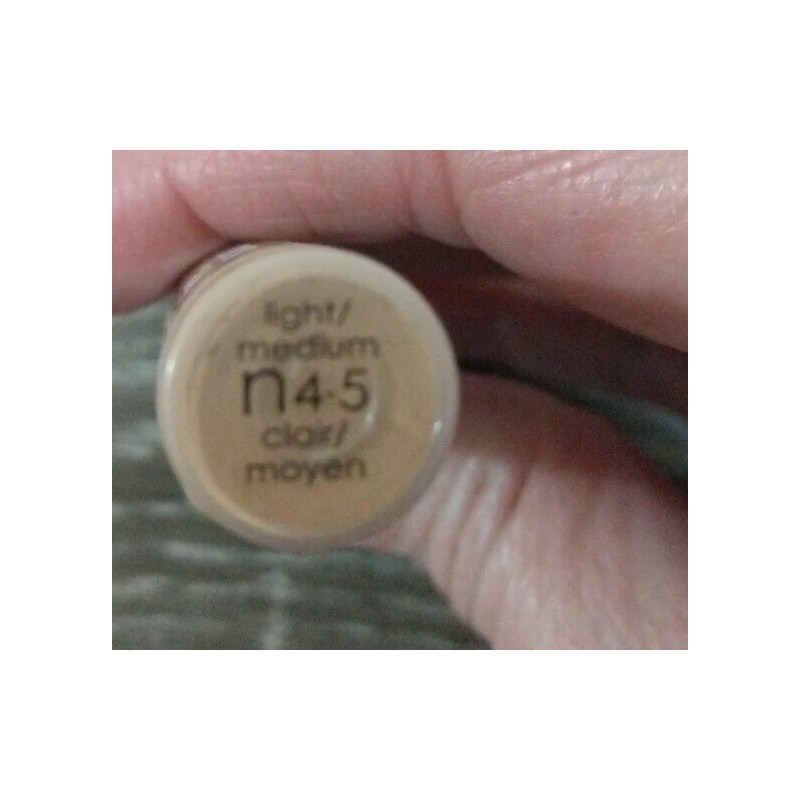 light/
medium
n4-5
clair/
moyen